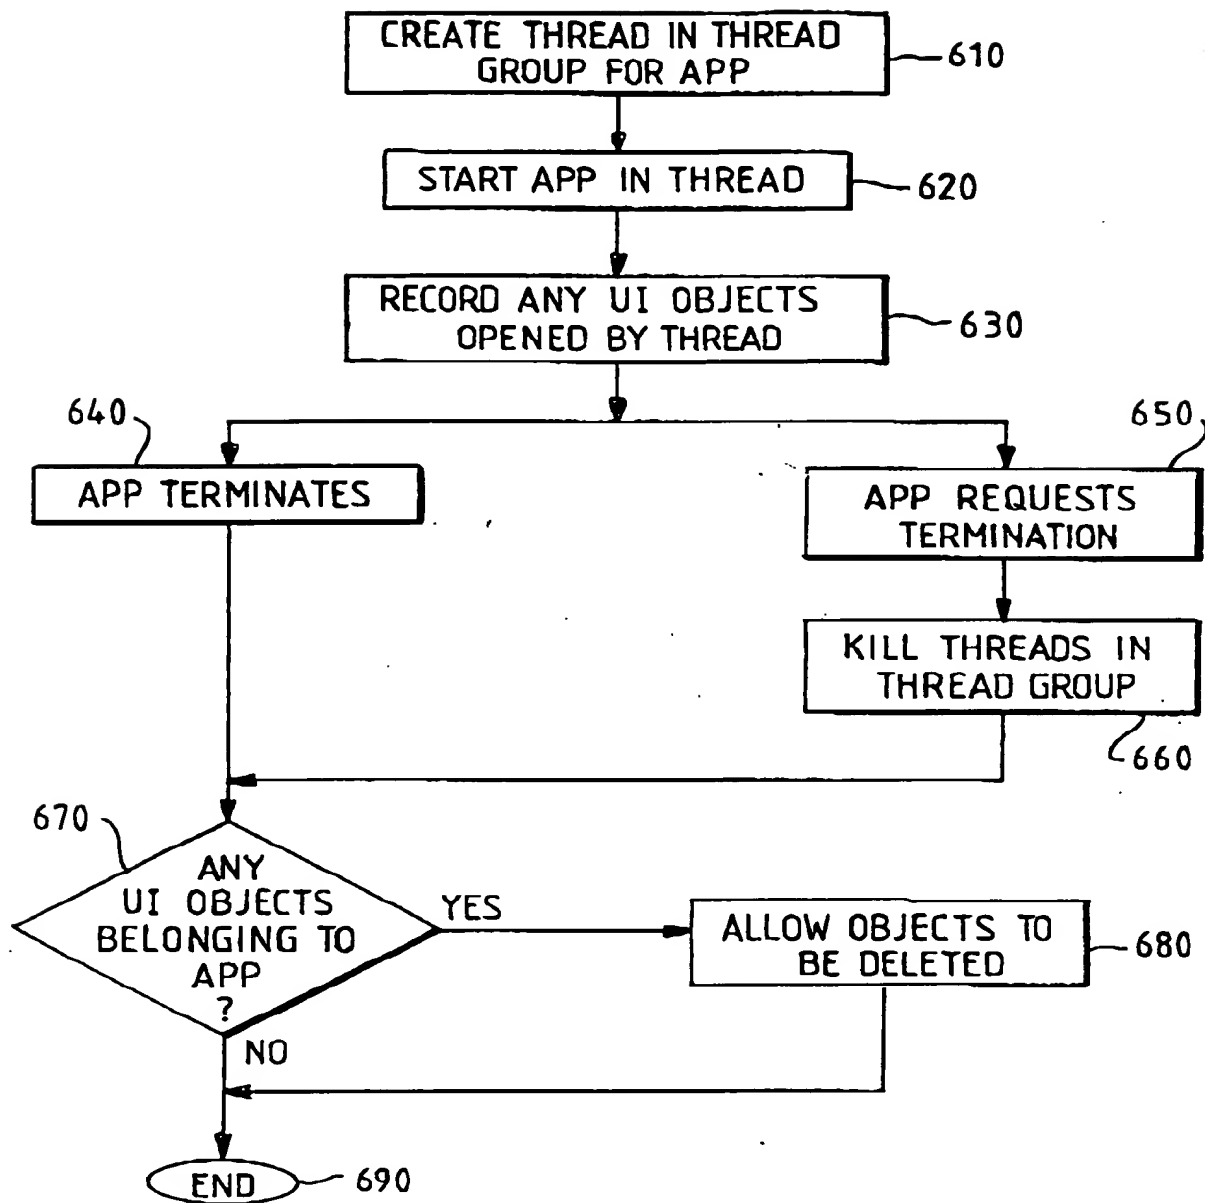 CREATE THREAD IN THREAD
GROUP FOR APP
610
START APP IN THREAD
620
RECORD ANY UI OBJECTS
OPENED BY THREAD
630
640
APP TERMINATES
650
APP REQUESTS
TERMINATION
KILL THREADS IN
THREAD GROUP
660
670
ANY
UI OBJECTS
BELONGING TO
APP
?
YES
ALLOW OBJECTS TO
BE DELETED
680
NO
END
690